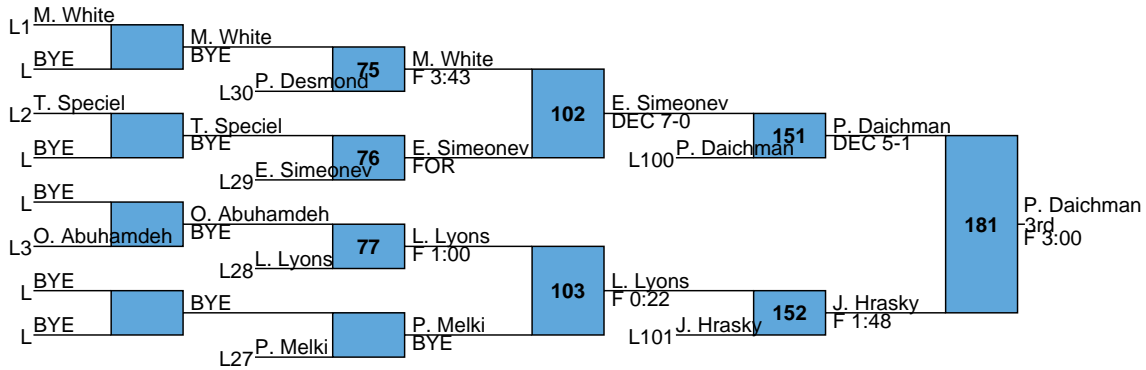 M. White
L1
BYE
L
M. White
BYE
75
P. Desmond
L30
M. White
F 3:43
T. Speciel
L2
BYE
L
T. Speciel
BYE
76
E. Simeonev
L29
E. Simeonev
FOR
102
E. Simeonev
DEC 7-0
BYE
L
O. Abuhamdeh
L3
O. Abuhamdeh
BYE
77
L. Lyons
L28
L. Lyons
F 1:00
BYE
L
BYE
L
BYE
P. Melki
L27
P. Melki
BYE
103
L. Lyons
F 0:22
151
P. Daichman
L100
P. Daichman
DEC 5-1
152
J. Hrasky
L101
J. Hrasky
F 1:48
181
P. Daichman
3rd
F 3:00